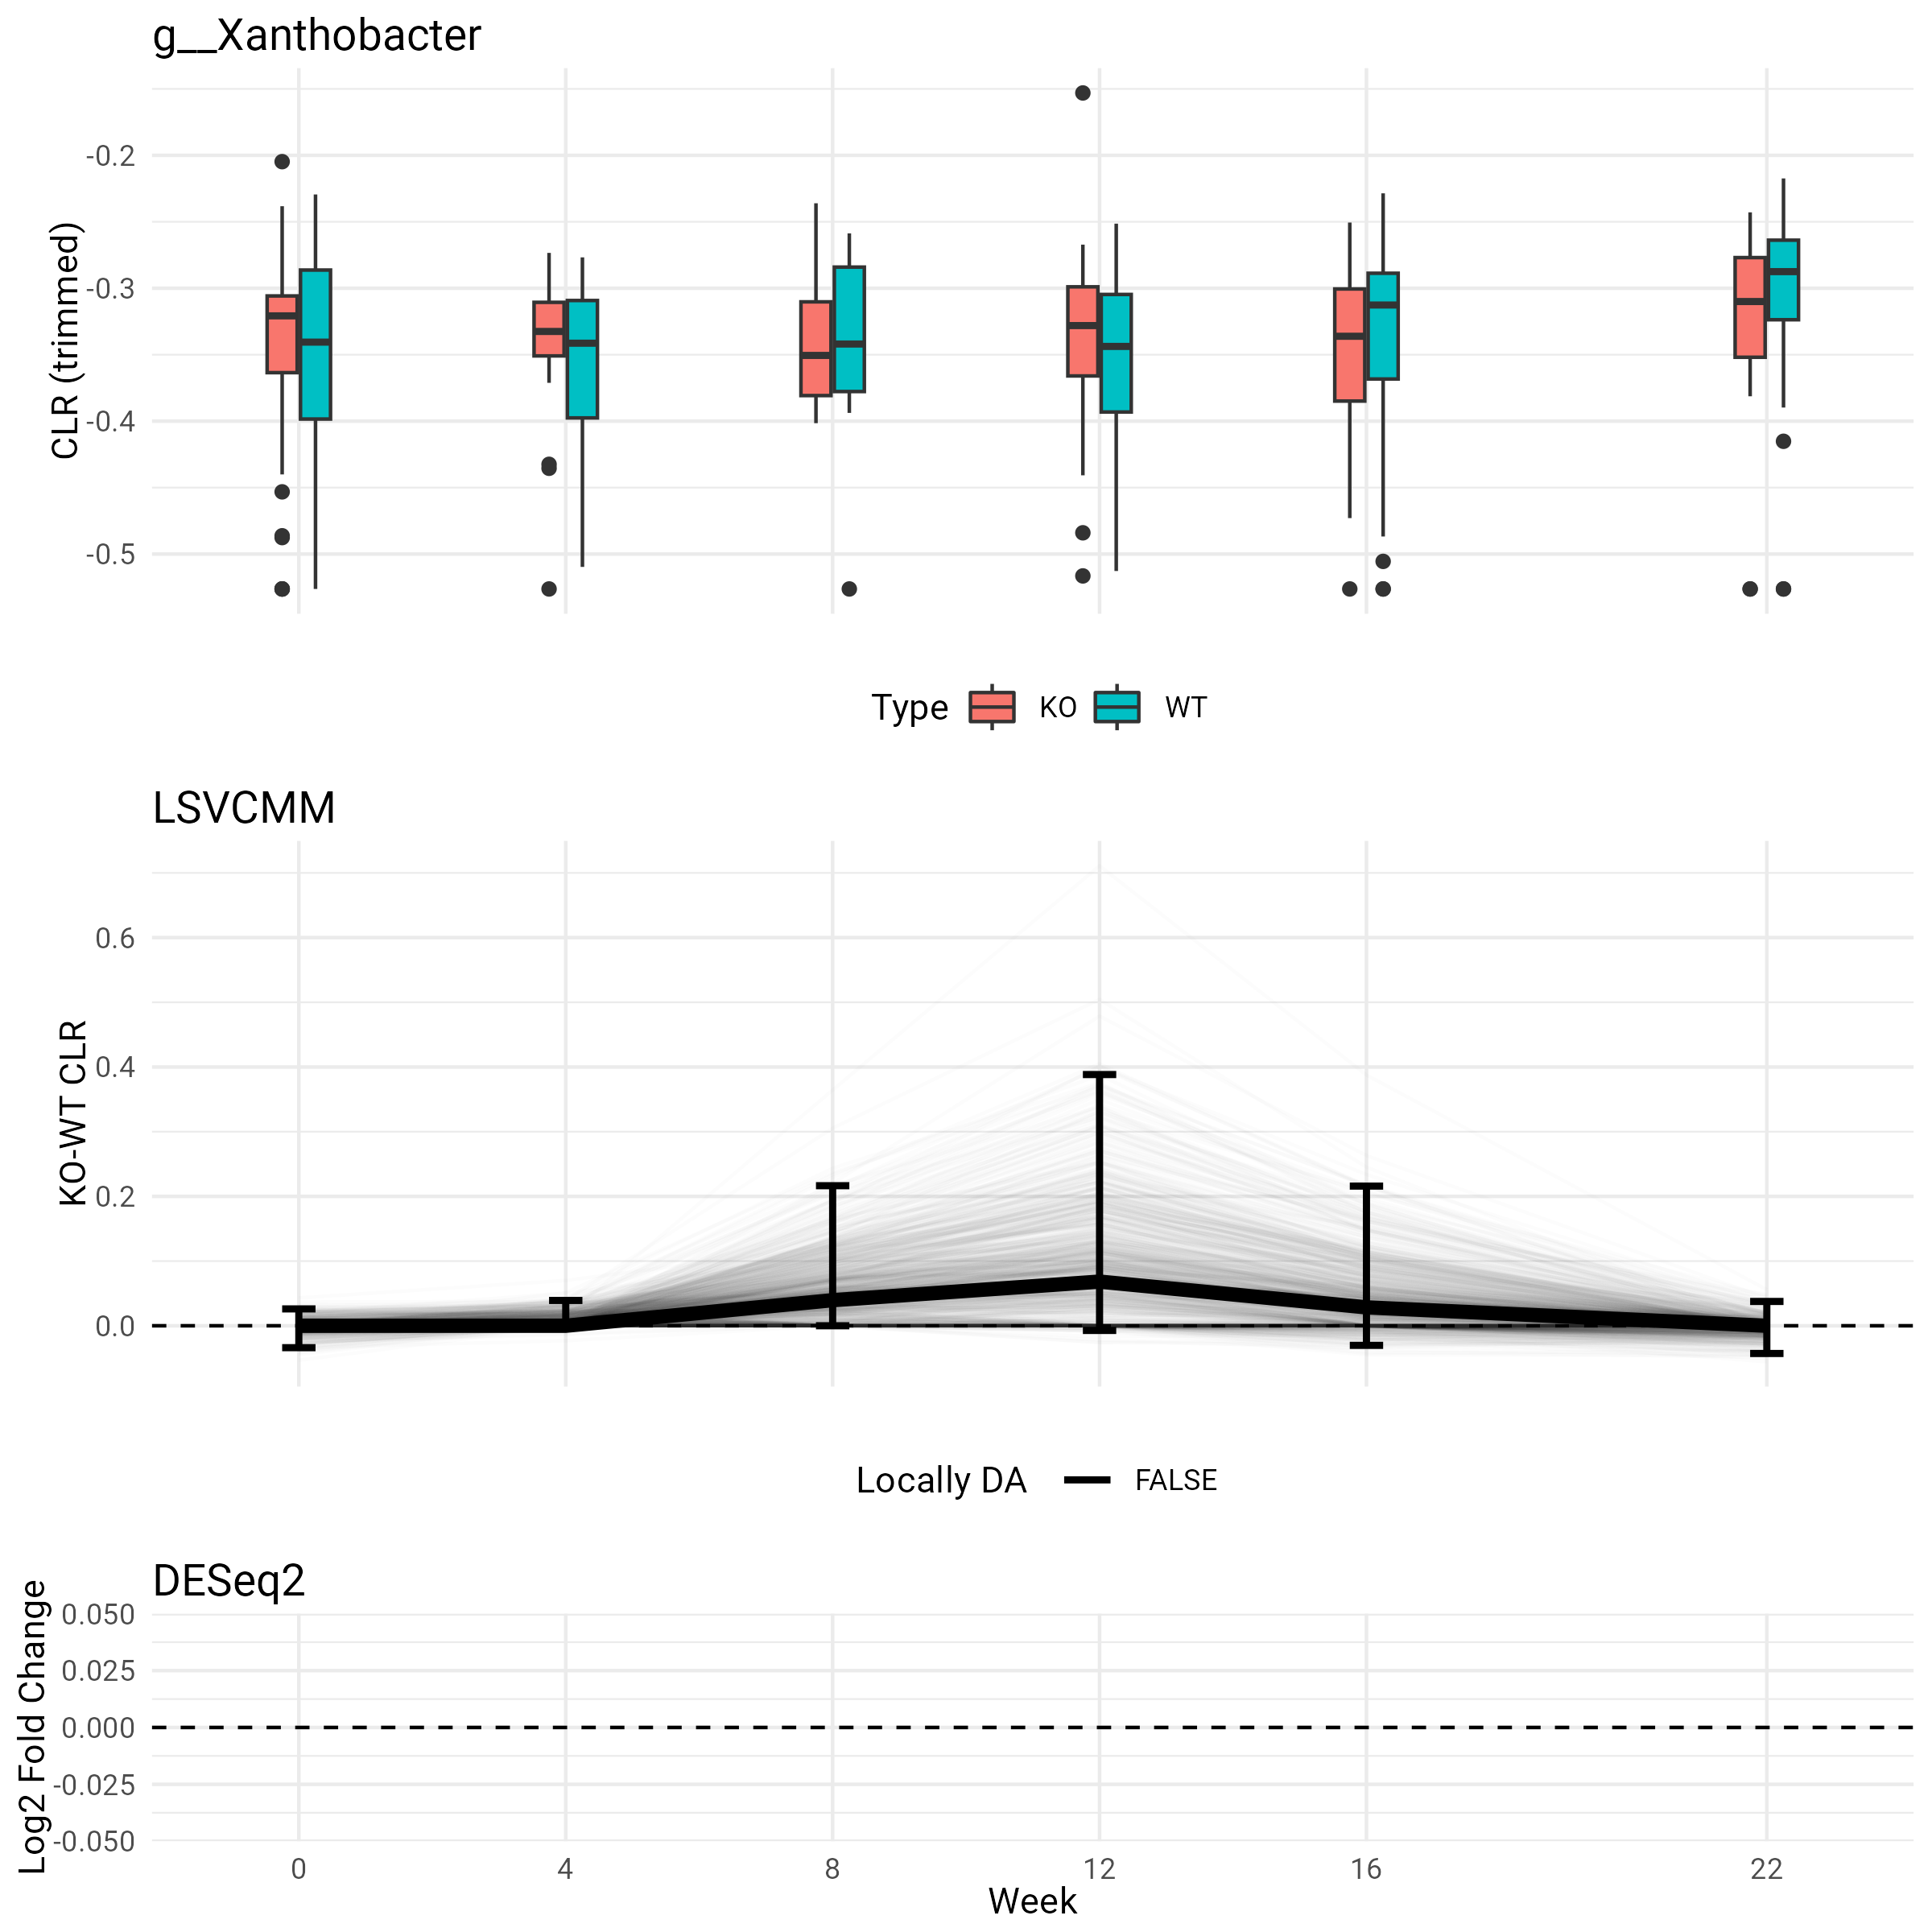 g__Xanthobacter
CLR (trimmed)
-0.2
-0.3
-0.4
-0.5
Type KO WT
LSVCMM
KO-WT CLR
0.6
0.4
0.2
0.0
Locally DA FALSE
DESeq2
Log2 Fold Change
0.050
0.025
0.000
-0.025
-0.050
0 4 8 12 16 22
Week